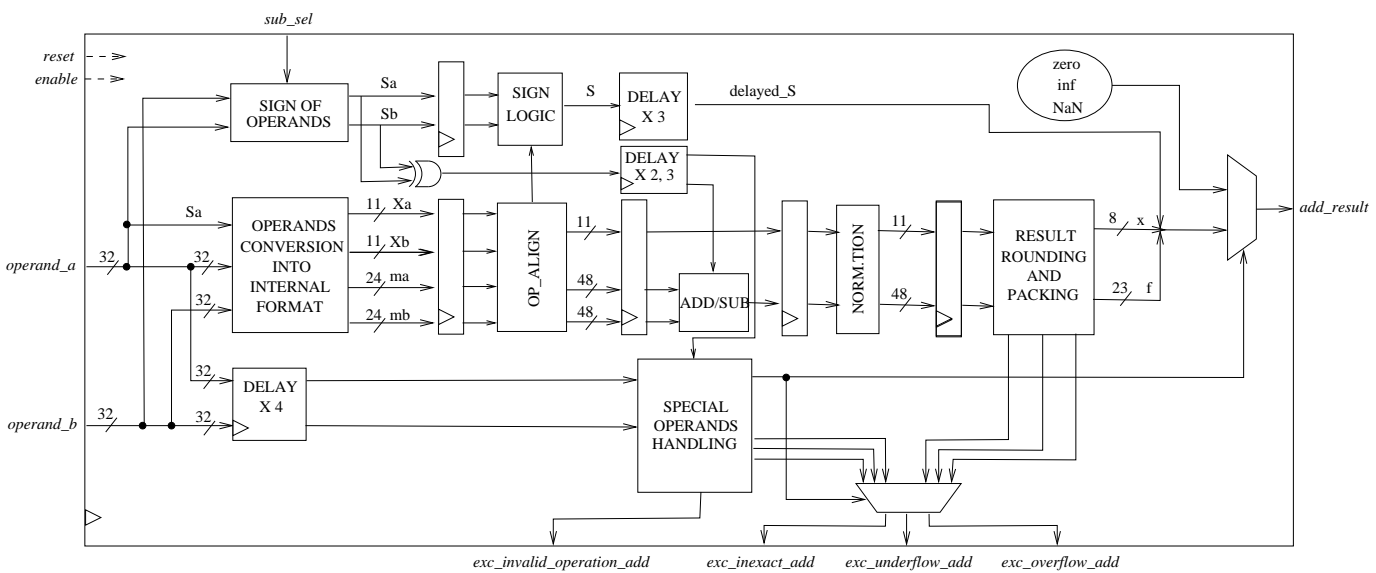 sub_sel
reset
enable
SIGN OF
OPERANDS
Sa
Sb
SIGN
LOGIC
S
DELAY
X 3
delayed_S
zero
inf
NaN
DELAY
X 2, 3
Sa
OPERANDS
CONVERSION
INTO
INTERNAL
FORMAT
11 Xa
11 Xb
24 ma
24 mb
OP_ALIGN
11
48
48
ADD/SUB
NORM.TION
11
48
RESULT
ROUNDING
AND
PACKING
8 x
23 f
add_result
operand_a
32
32
32
operand_b
32
32
32
DELAY
X 4
SPECIAL
OPERANDS
HANDLING
exc_invalid_operation_add
exc_inexact_add
exc_underflow_add
exc_overflow_add